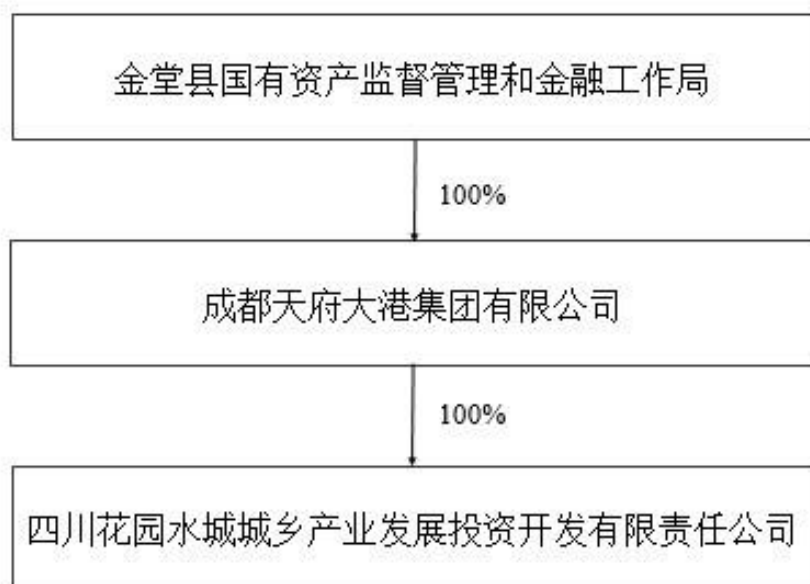 金堂县国有资产监督管理和金融工作局
100%
成都天府大港集团有限公司
100%
四川花园水城城乡产业发展投资开发有限责任公司